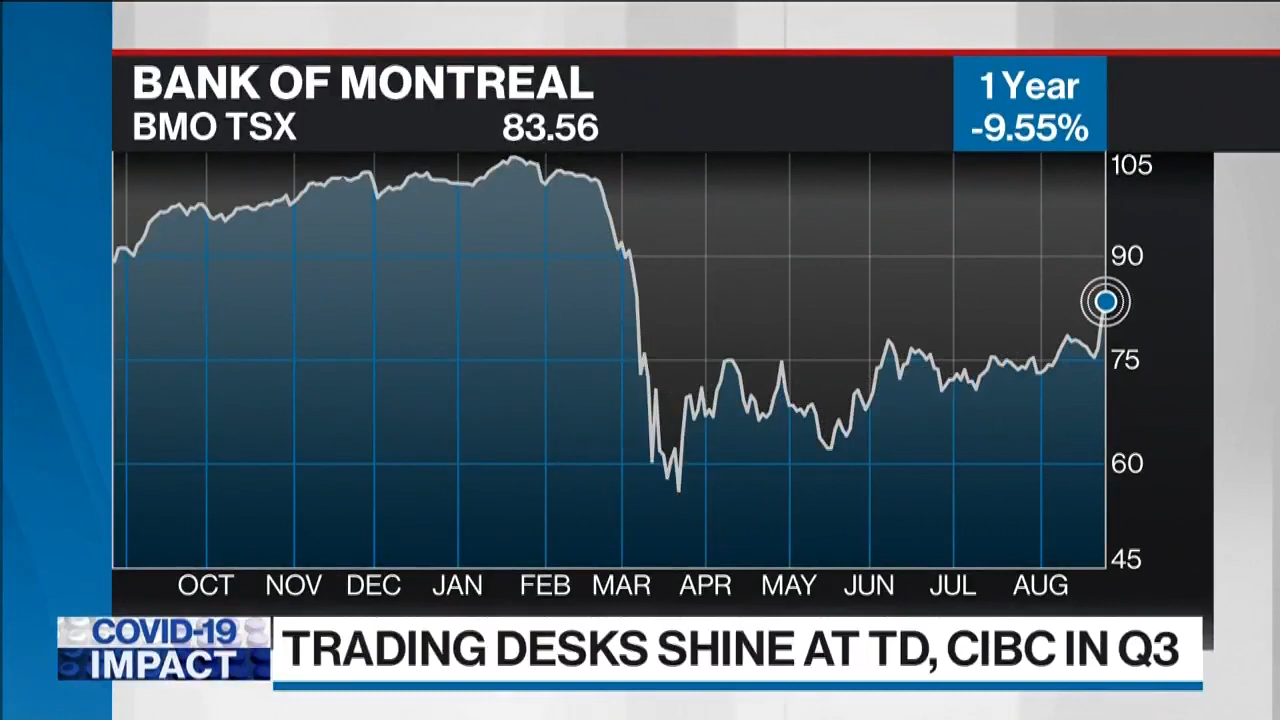 BANK OF MONTREAL
BMO TSX 83.56
1 Year
-9.55%
105
90
75
60
45
OCT NOV DEC JAN FEB MAR APR MAY JUN JUL AUG
COVID-19
IMPACT
TRADING DESKS SHINE AT TD, CIBC IN Q3